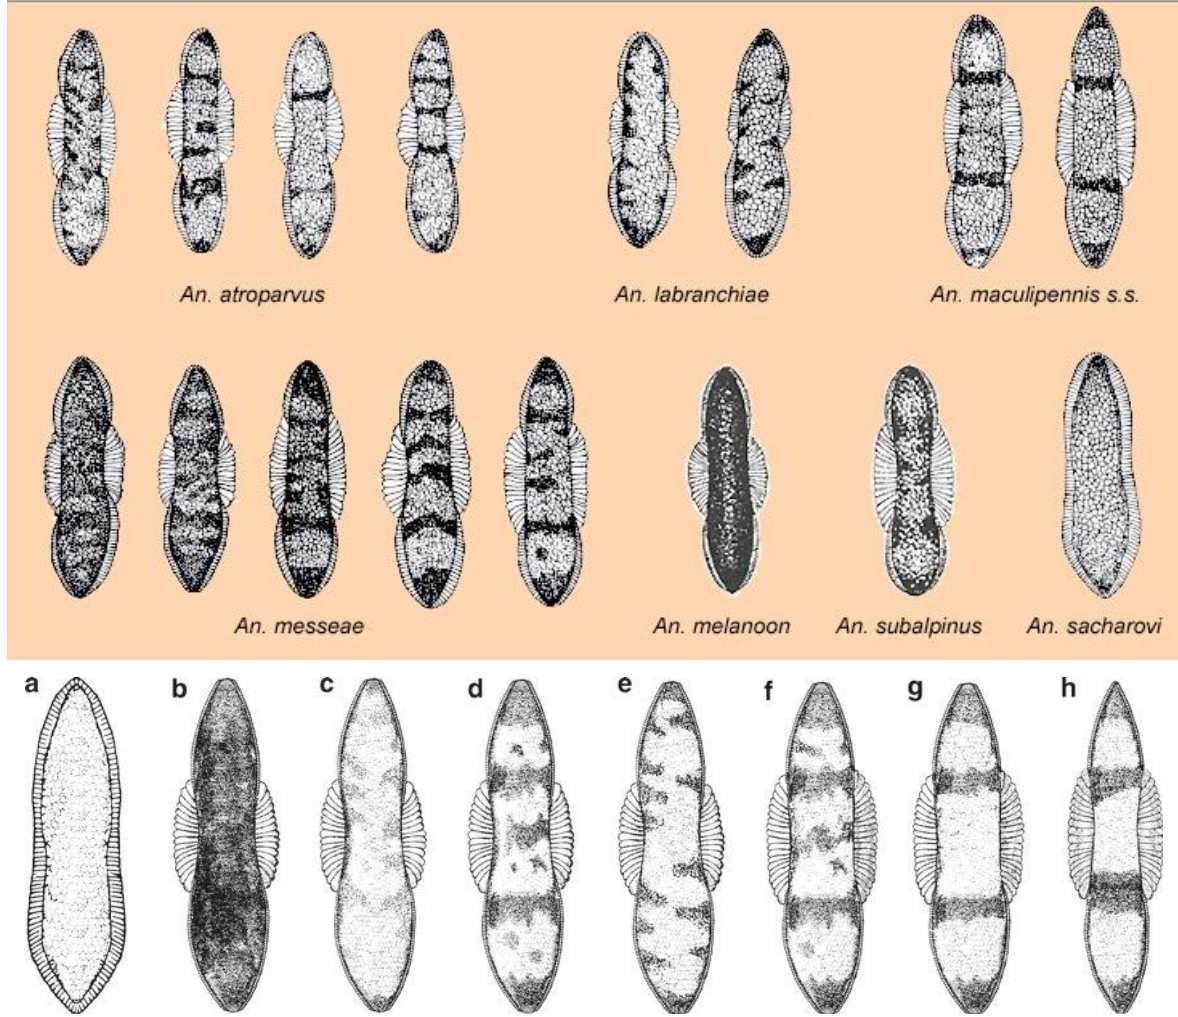 An. atroparvus An. labranchiae An. maculipennis s.s.
An. messeae An. melanoon An. subalpinus An. sacharovi
a b c d e f g h